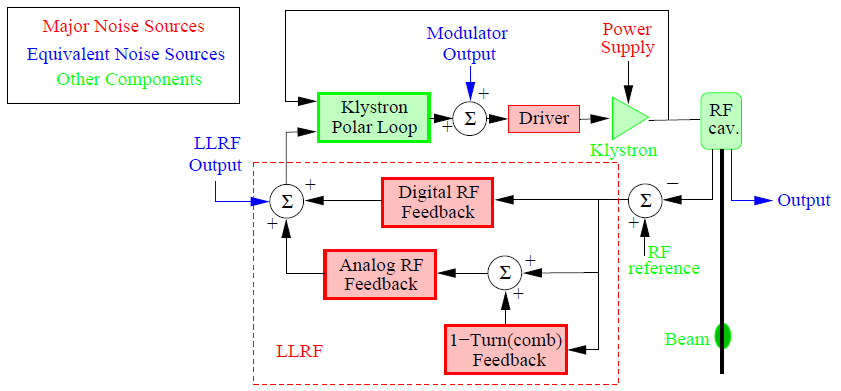 Major Noise Sources
Equivalent Noise Sources
Other Components
Modulator
Output
Power
Supply
Klystron
Polar Loop
+
+
Σ
Driver
Klystron
RF
cav.
LLRF
Output
+
+
Σ
Digital RF
Feedback
−
+
Σ
Output
RF
reference
Analog RF
Feedback
+
+
Σ
1−Turn(comb)
Feedback
LLRF
Beam